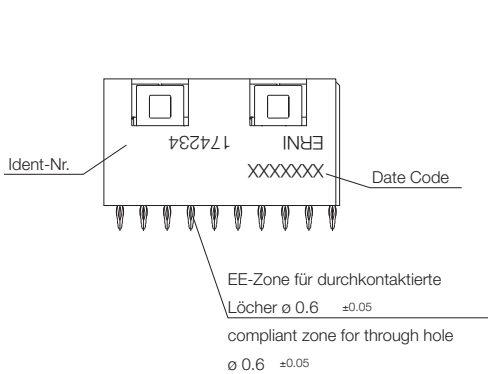 174234 ERNI
Ident-Nr.
XXXXXXX
Date Code
EE-Zone für durchkontaktierte
Löcher ø 0.6 ±0.05
compliant zone for through hole
ø 0.6 ±0.05